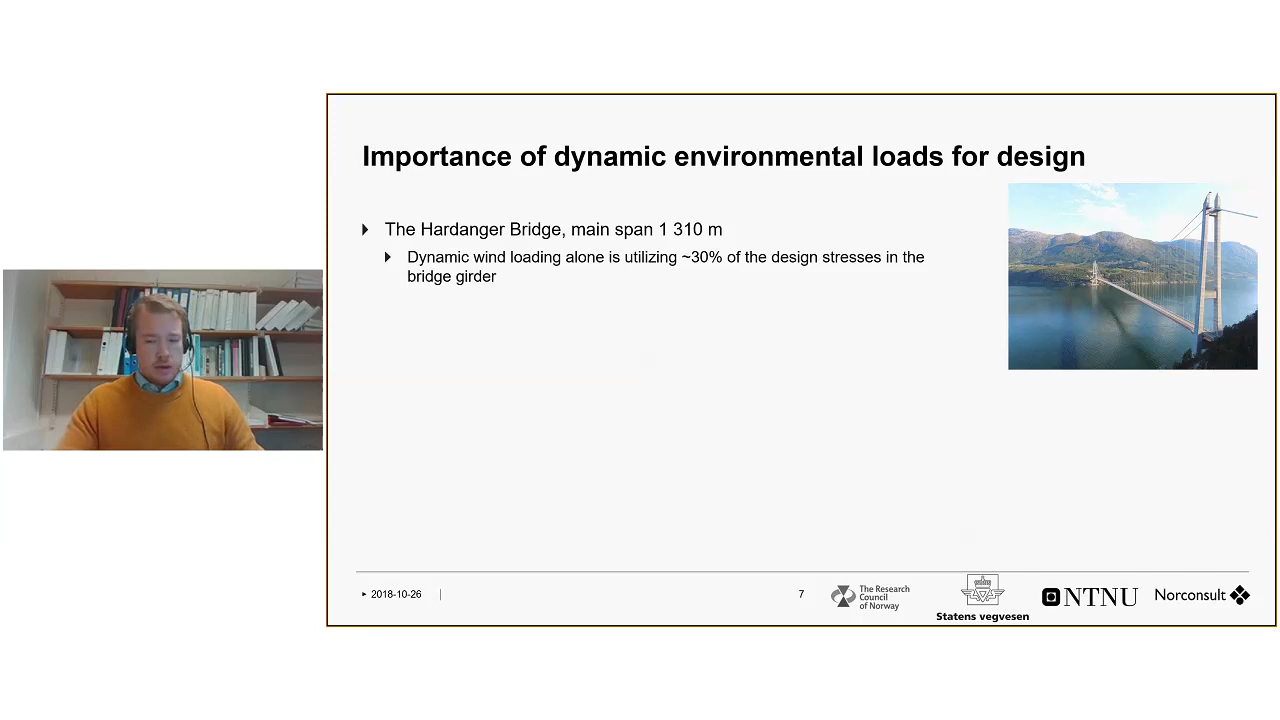 Importance of dynamic environmental loads for design
The Hardanger Bridge, main span 1 310 m
Dynamic wind loading alone is utilizing ~30% of the design stresses in the
bridge girder
2018-10-26
7
The Research
Council
of Norway
Statens vegvesen
NTNU
Norconsult